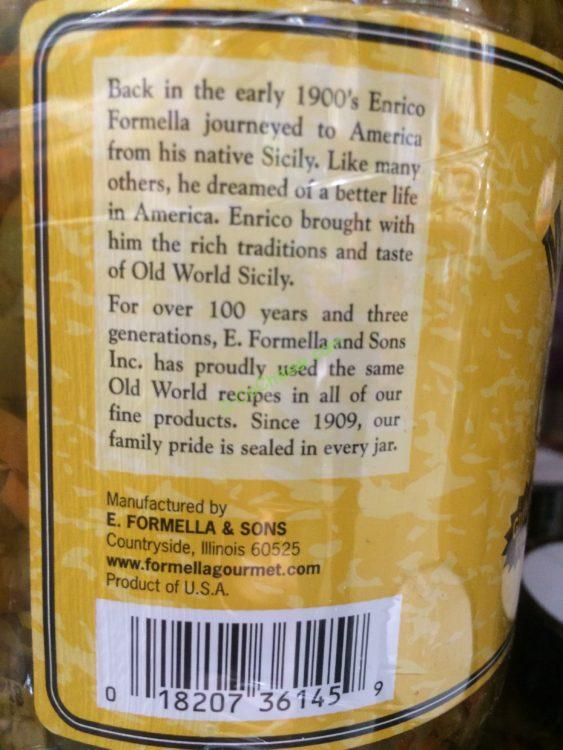 Back in the early 1900's Enrico
Formella journeyed to America
from his native Sicily. Like many
others, he dreamed of a better life
in America. Enrico brought with
him the rich traditions and taste
of Old World Sicily.
For over 100 years and three
generations, E. Formella and Sons
Inc. has proudly used the same
Old World recipes in all of our
fine products. Since 1909, our
family pride is sealed in every jar.
Manufactured by
E. FORMELLA & SONS
Countryside, Illinois 60525
www.formellagourmet.com
Product of U.S.A.
0 18207 36145 9